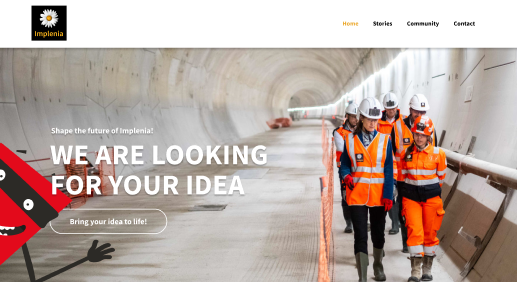 Implenia
Home
Stories
Community
Contact
Shape the future of Implenia!
WE ARE LOOKING
FOR YOUR IDEA
Bring your idea to life!